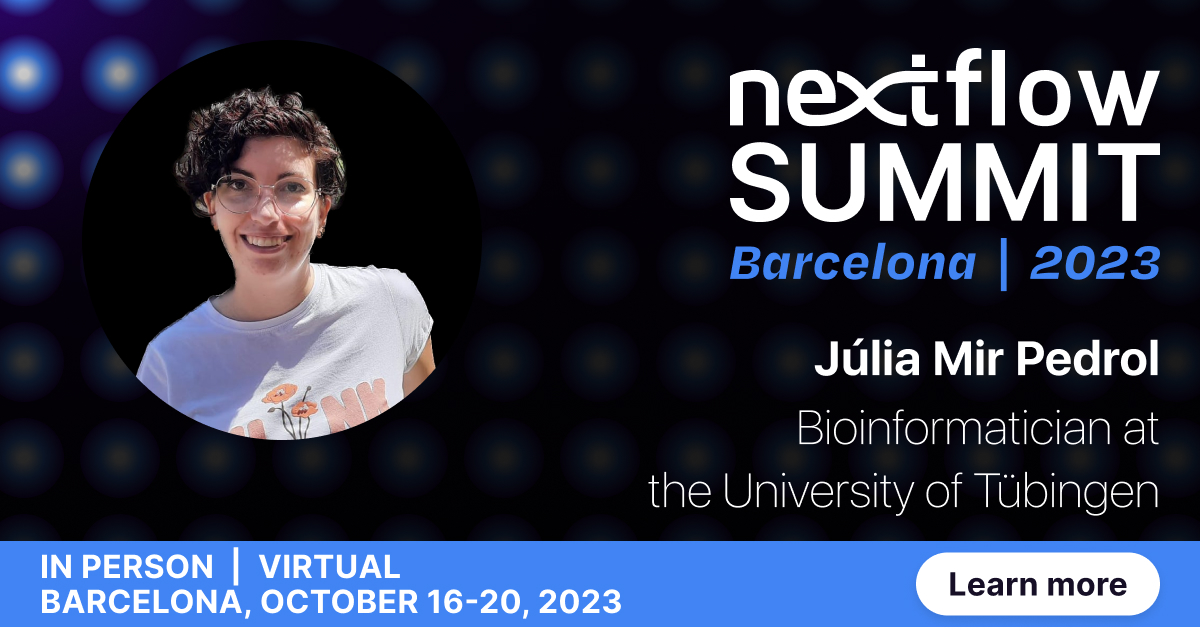 nextflow
SUMMIT
Barcelona | 2023
Júlia Mir Pedrol
Bioinformatician at
the University of Tübingen
IN PERSON | VIRTUAL
BARCELONA, OCTOBER 16-20, 2023
Learn more